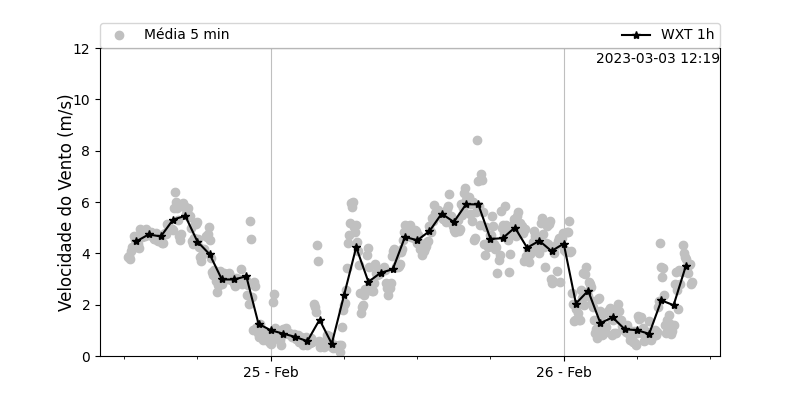 Média 5 min
WXT 1h
2023-03-03 12:19
Velocidade do Vento (m/s)
12
10
8
6
4
2
0
25 - Feb
26 - Feb